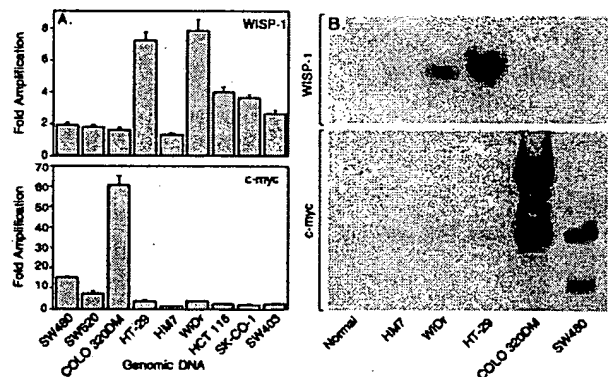 A.
WISP-1
Fold Amplification
8
6
4
2
0
c-myc
Fold Amplification
70
60
50
40
30
20
10
0
SW480
SW620
COLO 320DM
HT-29
HM7
WiDr
HCT 116
SK-CO-1
SW403
Genomic DNA
B.
WISP-1
c-myc
Normal
HM7
WiDr
HT-29
COLO 320DM
SW480